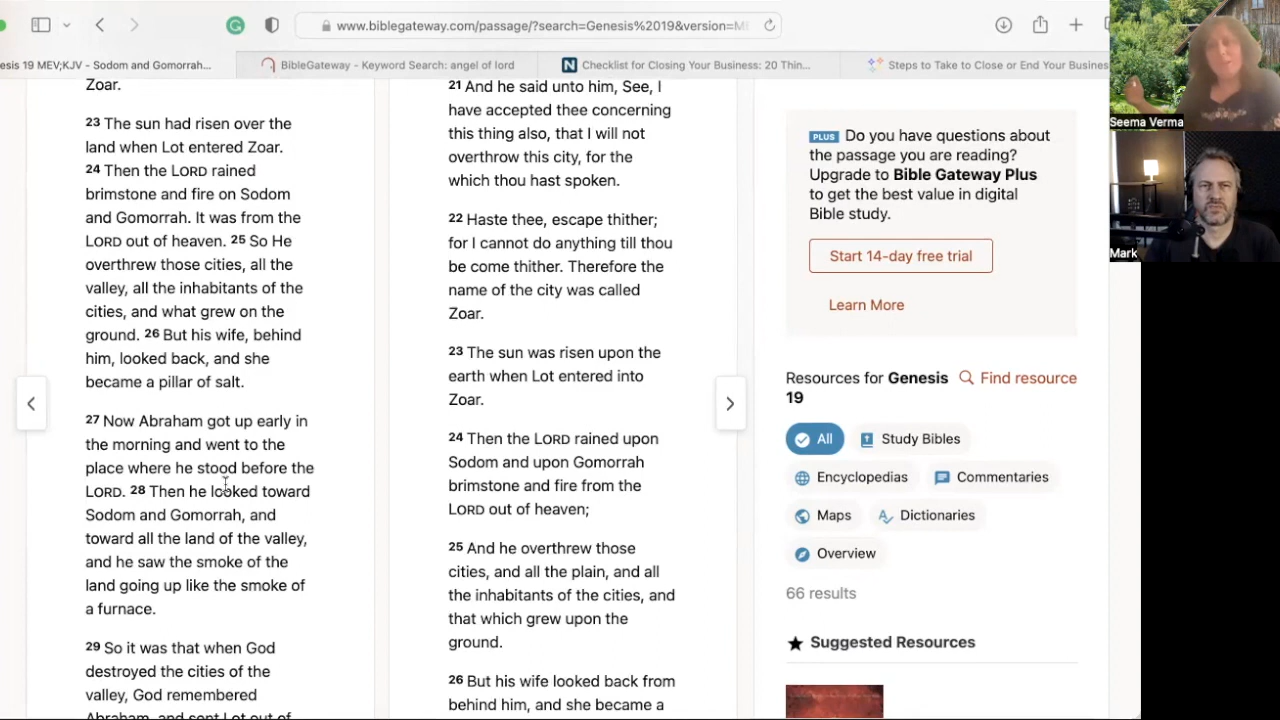 www.biblegateway.com/passage/?search=Genesis%2019&version=M
esis 19 MEV;KJV - Sodom and Gomorrah...
BibleGateway - Keyword Search: angel of lord
Checklist for Closing Your Business: 20 Thin...
Steps to Take to Close or End Your Busines
Zoar.
23 The sun had risen over the
land when Lot entered Zoar.
24 Then the LORD rained
brimstone and fire on Sodom
and Gomorrah. It was from the
LORD out of heaven. 25 So He
overthrew those cities, all the
valley, all the inhabitants of the
cities, and what grew on the
ground. 26 But his wife, behind
him, looked back, and she
became a pillar of salt.
27 Now Abraham got up early in
the morning and went to the
place where he stood before the
LORD. 28 Then he looked toward
Sodom and Gomorrah, and
toward all the land of the valley,
and he saw the smoke of the
land going up like the smoke of
a furnace.
29 So it was that when God
destroyed the cities of the
valley, God remembered
Abraham, and sent Lot out of
21 And he said unto him, See, I
have accepted thee concerning
this thing also, that I will not
overthrow this city, for the
which thou hast spoken.
22 Haste thee, escape thither;
for I cannot do anything till thou
be come thither. Therefore the
name of the city was called
Zoar.
23 The sun was risen upon the
earth when Lot entered into
Zoar.
24 Then the LORD rained upon
Sodom and upon Gomorrah
brimstone and fire from the
LORD out of heaven;
25 And he overthrew those
cities, and all the plain, and all
the inhabitants of the cities, and
that which grew upon the
ground.
26 But his wife looked back from
behind him, and she became a
PLUS Do you have questions about
the passage you are reading?
Upgrade to Bible Gateway Plus
to get the best value in digital
Bible study.
Start 14-day free trial
Learn More
Resources for Genesis
19
Find resource
All
Study Bibles
Encyclopedias
Commentaries
Maps
Dictionaries
Overview
66 results
Suggested Resources
Seema Verma
Mark